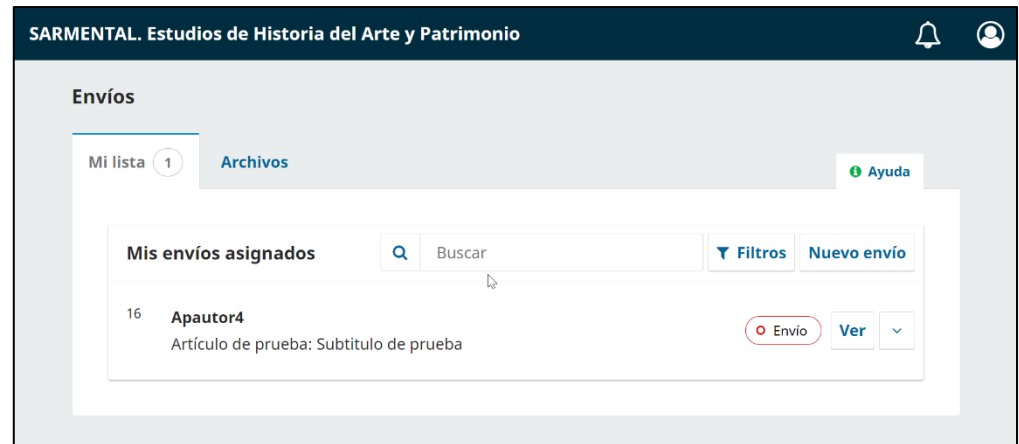 SARMENTAL. Estudios de Historia del Arte y Patrimonio
Envíos
Mi lista 1 Archivos
Ayuda
Mis envíos asignados Buscar Filtros Nuevo envío
16 Apautor4
Artículo de prueba: Subtitulo de prueba
Envío Ver